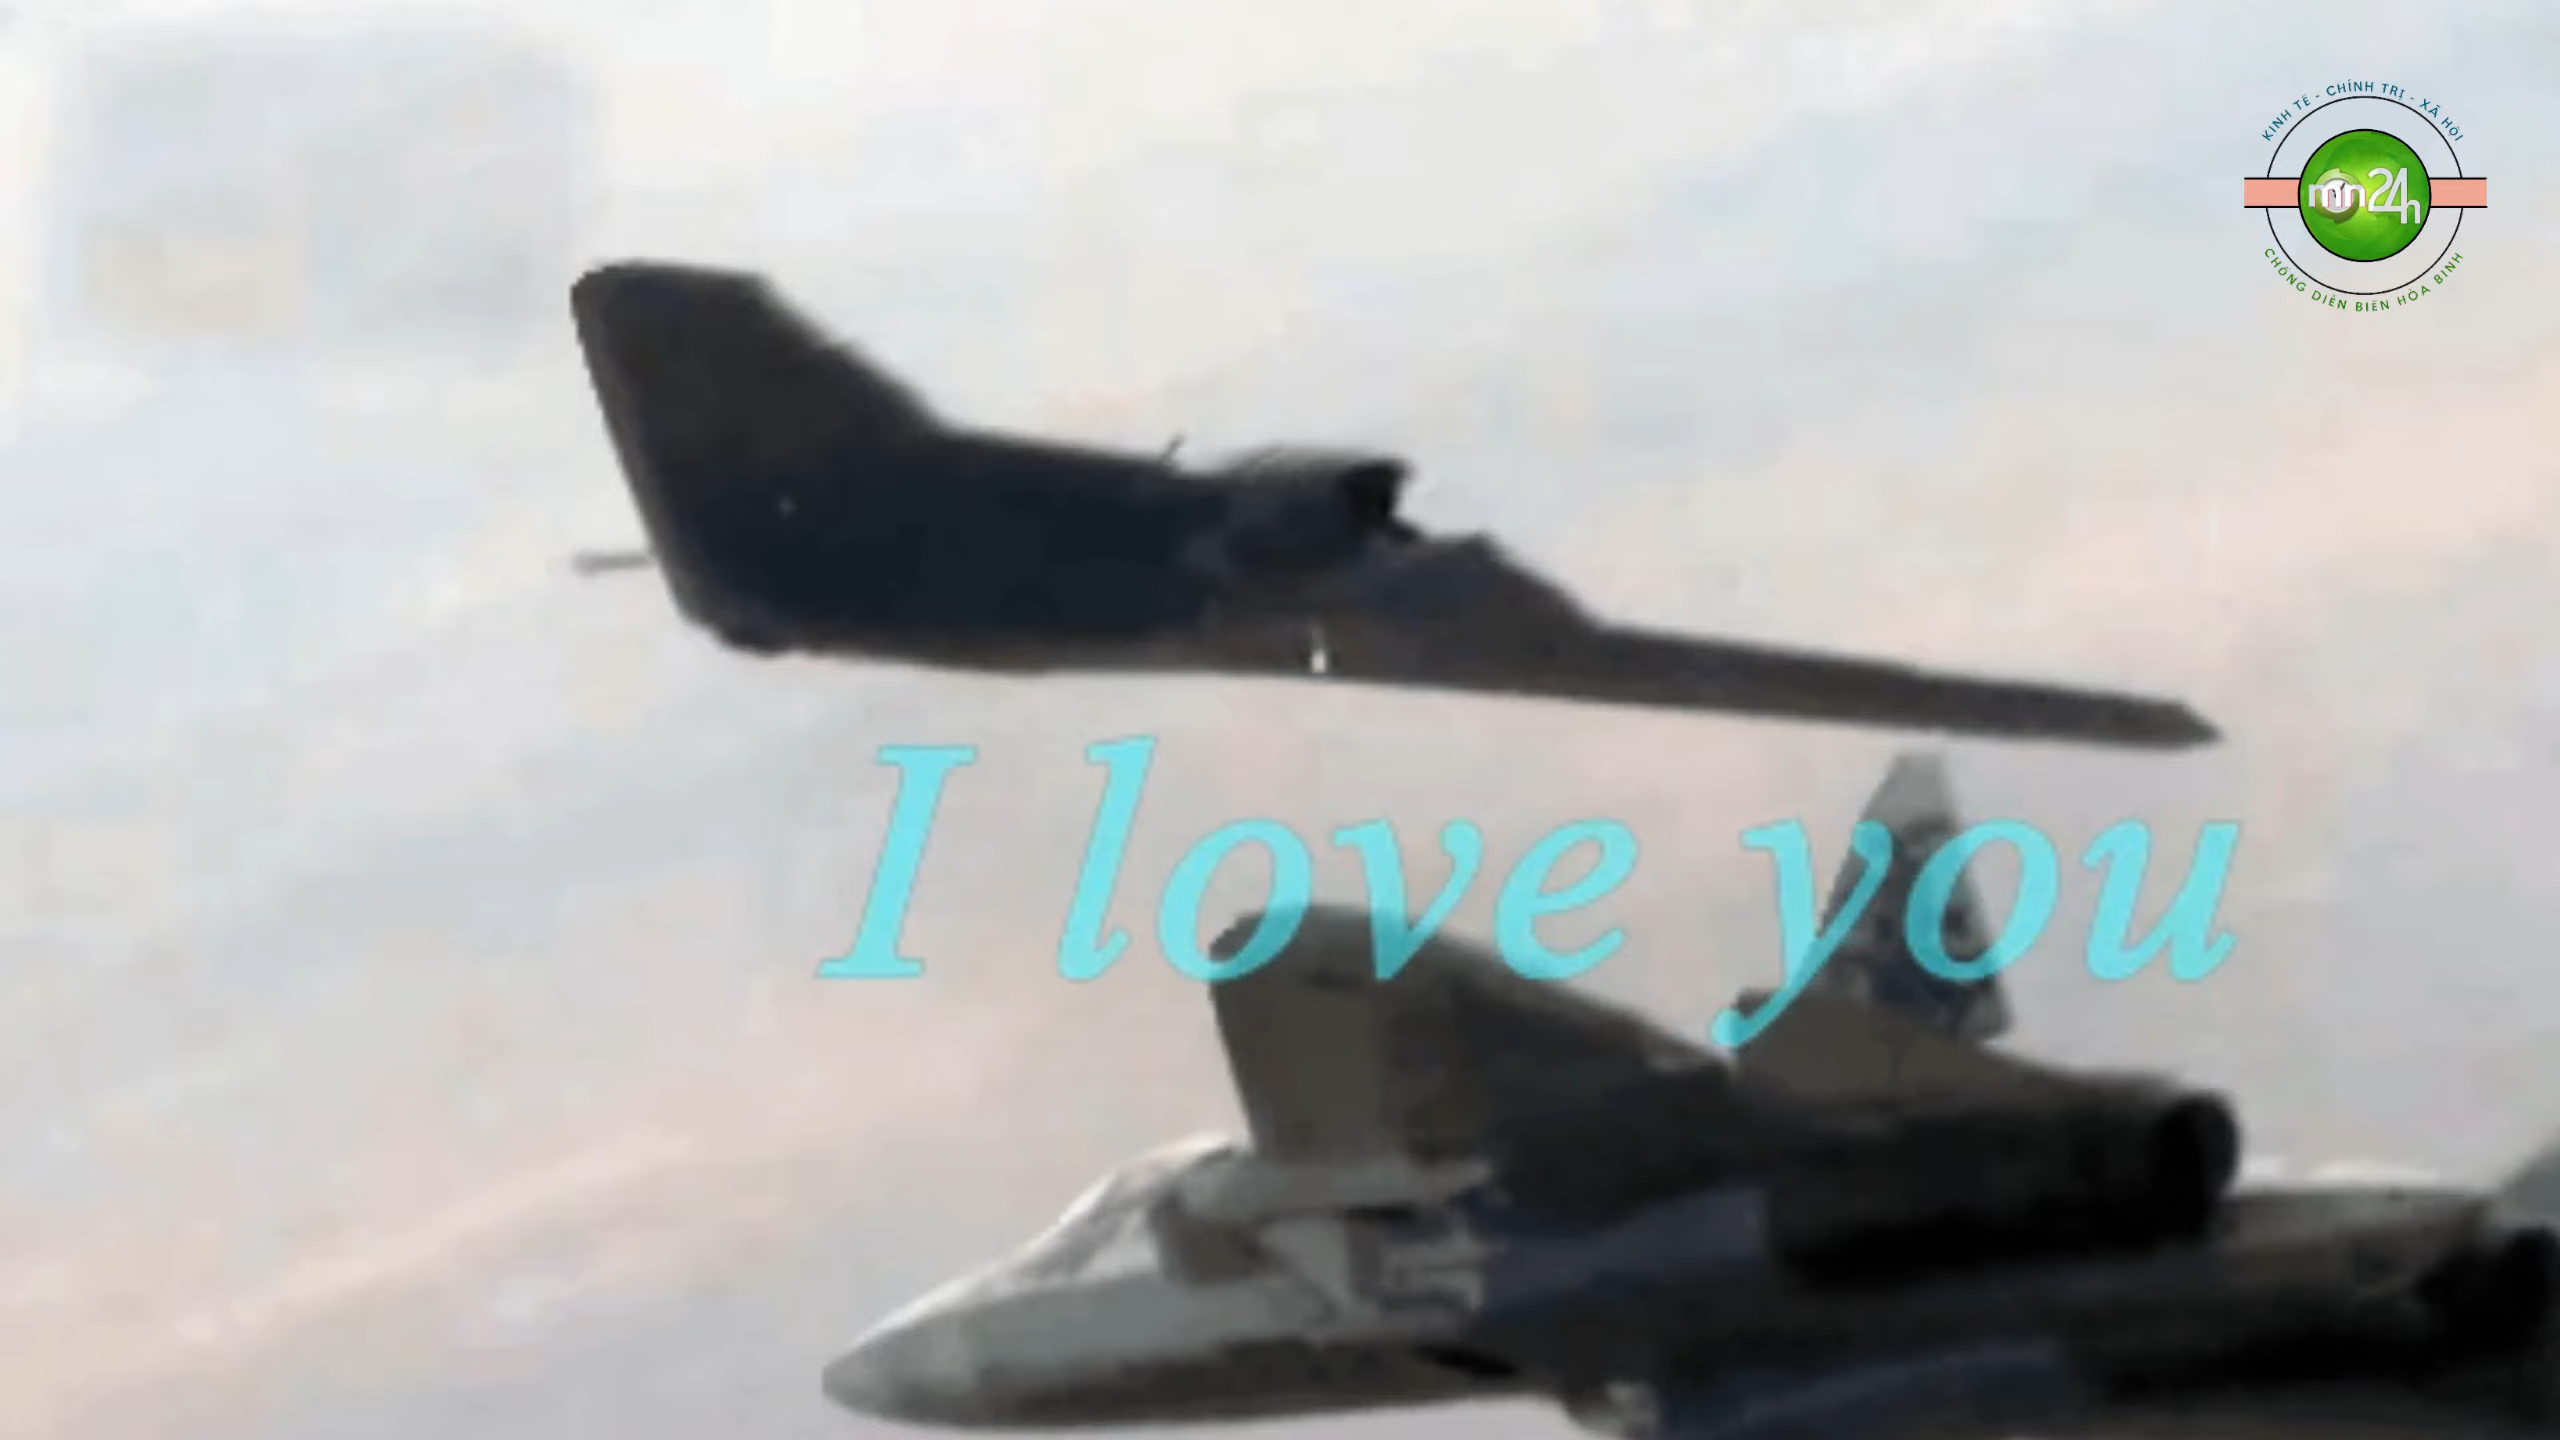 KINH TẾ - CHÍNH TRỊ - XÃ HỘI
mn24h
CHỐNG DIỄN BIẾN HÒA BÌNH
I love you